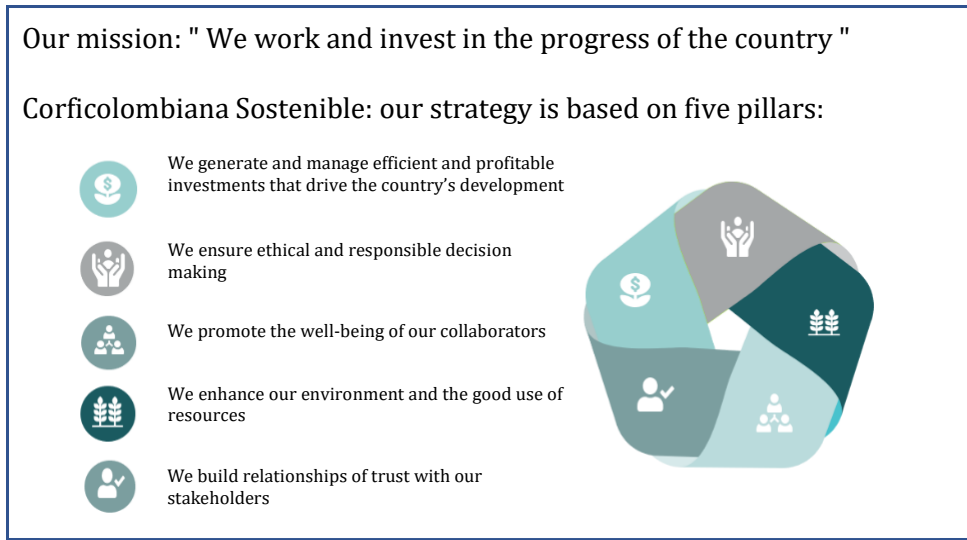 Our mission: " We work and invest in the progress of the country "
Corficolombiana Sostenible: our strategy is based on five pillars:
We generate and manage efficient and profitable
investments that drive the country’s development
We ensure ethical and responsible decision
making
We promote the well-being of our collaborators
We enhance our environment and the good use of
resources
We build relationships of trust with our
stakeholders